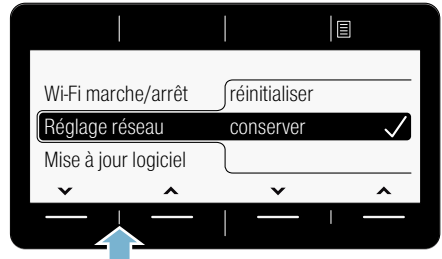 Wi-Fi marche/arrêt réinitialiser
Réglage réseau conserver
Mise à jour logiciel